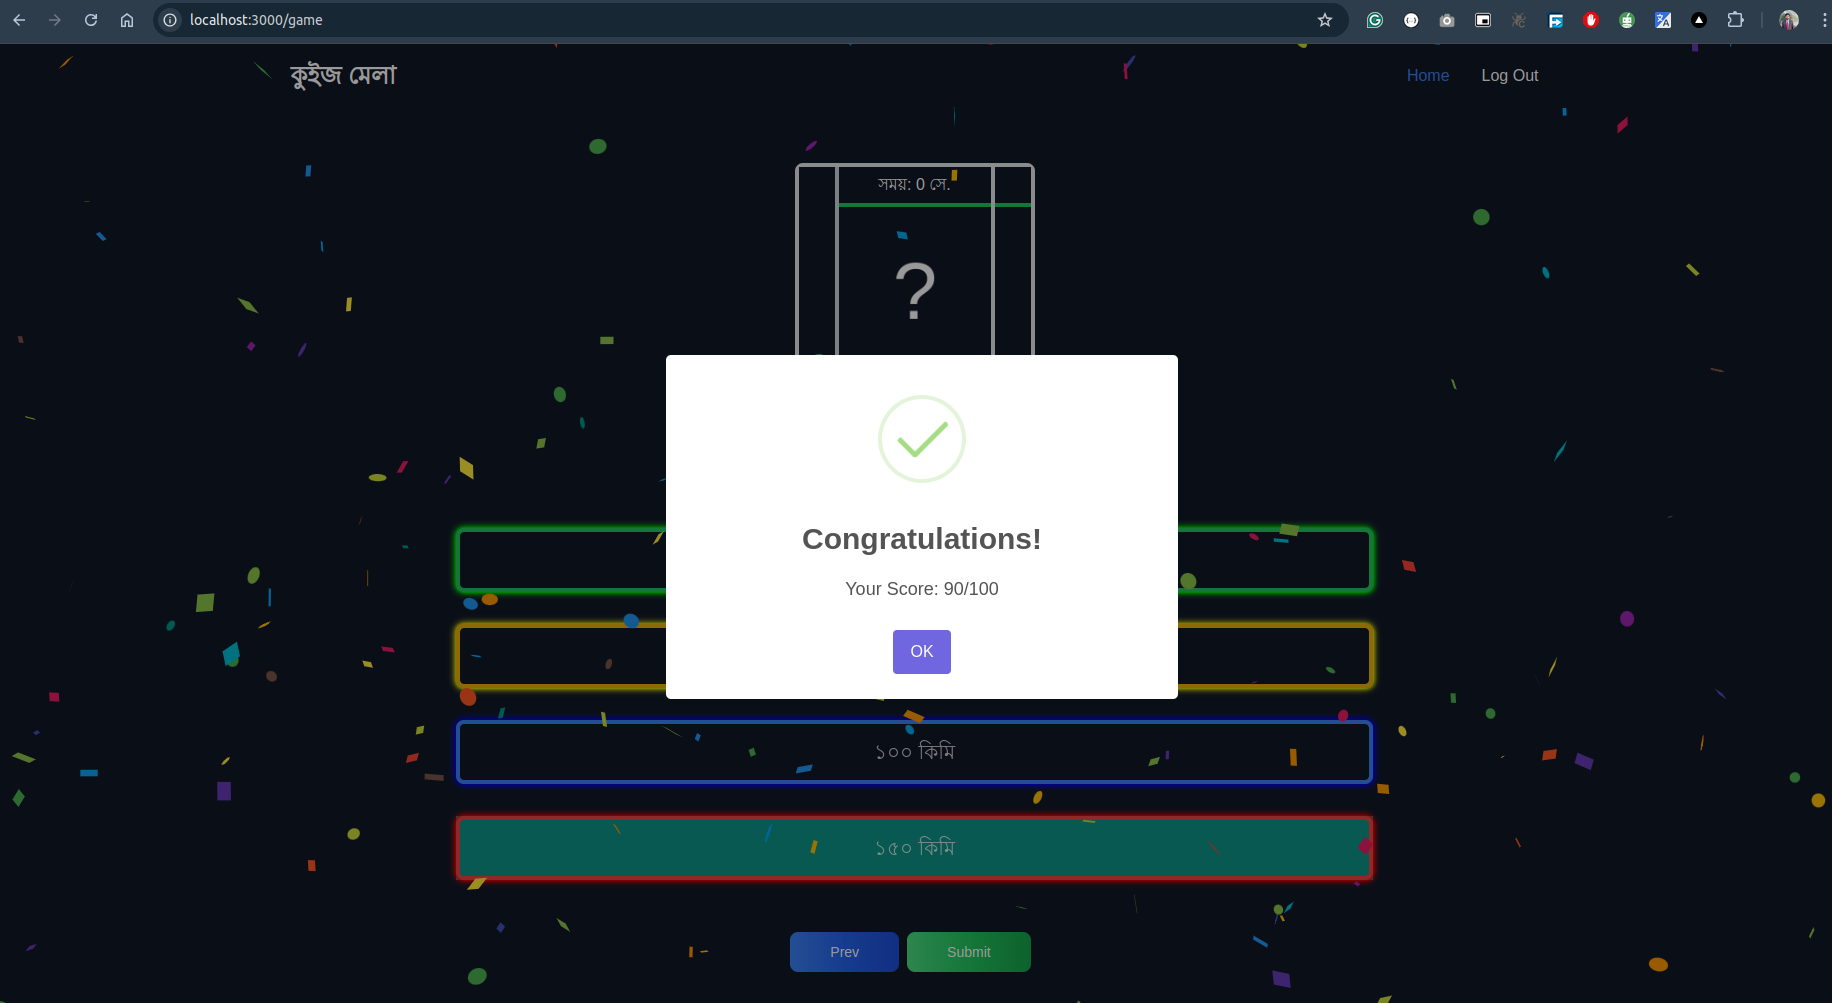 localhost:3000/game
কুইজ মেলা
Home
Log Out
সময়: 0 সে.
?
Congratulations!
Your Score: 90/100
OK
১০০ কিমি
১৫০ কিমি
Prev
Submit